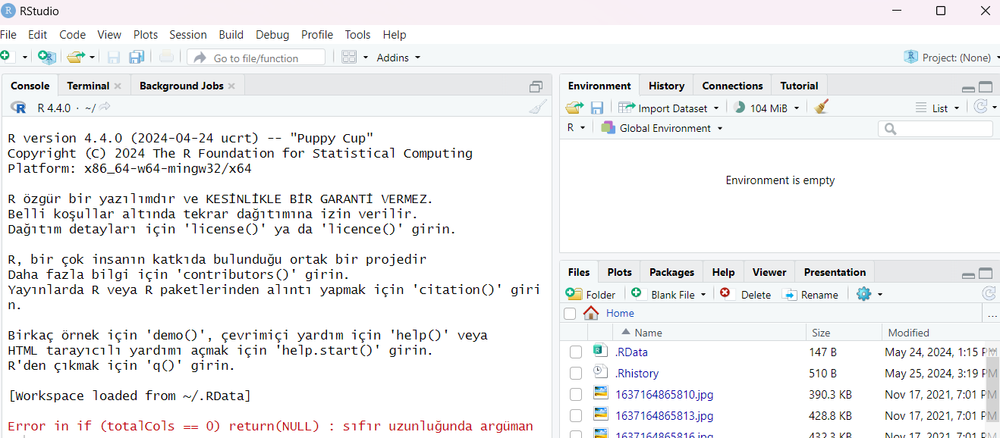 RStudio
File Edit Code View Plots Session Build Debug Profile Tools Help
Go to file/function Addins Project: (None)
Console Terminal Background Jobs
R 4.4.0 · ~/
R version 4.4.0 (2024-04-24 ucrt) -- "Puppy Cup"
Copyright (C) 2024 The R Foundation for Statistical Computing
Platform: x86_64-w64-mingw32/x64
R özgür bir yazılımdır ve KESİNLİKLE BİR GARANTİ VERMEZ.
Belli koşullar altında tekrar dağıtımına izin verilir.
Dağıtım detayları için 'license()' ya da 'licence()' girin.
R, bir çok insanın katkıda bulunduğu ortak bir projedir
Daha fazla bilgi için 'contributors()' girin.
Yayınlarda R veya R paketlerinden alıntı yapmak için 'citation()' giri
n.
Birkaç örnek için 'demo()', çevrimiçi yardım için 'help()' veya
HTML tarayıcılı yardımı açmak için 'help.start()' girin.
R'den çıkmak için 'q()' girin.
[Workspace loaded from ~/.RData]
Error in if (totalCols == 0) return(NULL) : sıfır uzunluğunda argüman
Environment History Connections Tutorial
Import Dataset 104 MiB List
R Global Environment
Environment is empty
Files Plots Packages Help Viewer Presentation
Folder Blank File Delete Rename
Home ...
Name Size Modified
.RData 147 B May 24, 2024, 1:15 PM
.Rhistory 510 B May 25, 2024, 3:19 PM
1637164865810.jpg 390.3 KB Nov 17, 2021, 7:01 PM
1637164865813.jpg 428.8 KB Nov 17, 2021, 7:01 PM
1637164865816.jpg 432.3 KB Nov 17, 2021, 7:01 PM